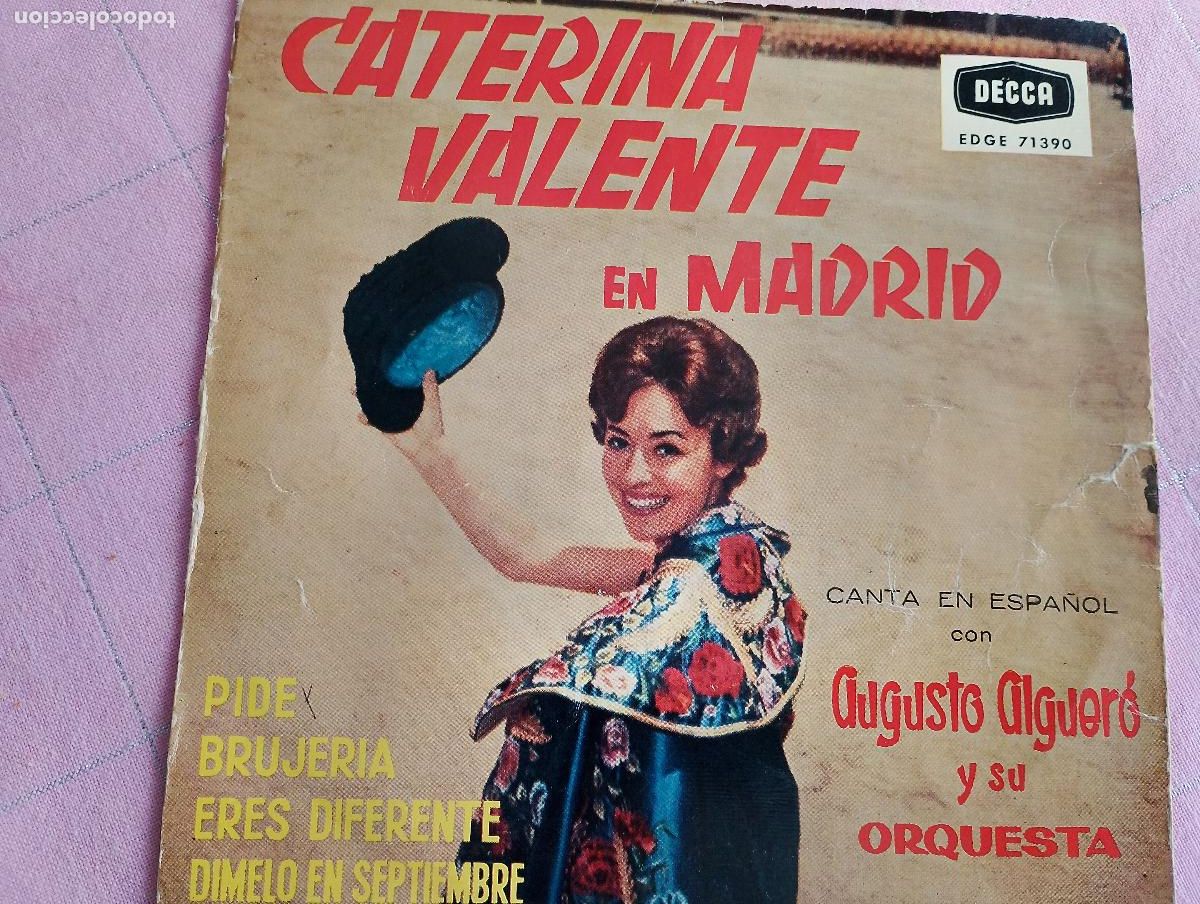 CATERINA
VALENTE
EN MADRID
DECCA
EDGE 71390
CANTA EN ESPAÑOL
con
Augusto Algueró
y su
ORQUESTA
PIDE
BRUJERIA
ERES DIFERENTE
DIMELO EN SEPTIEMBRE
todocoleccion